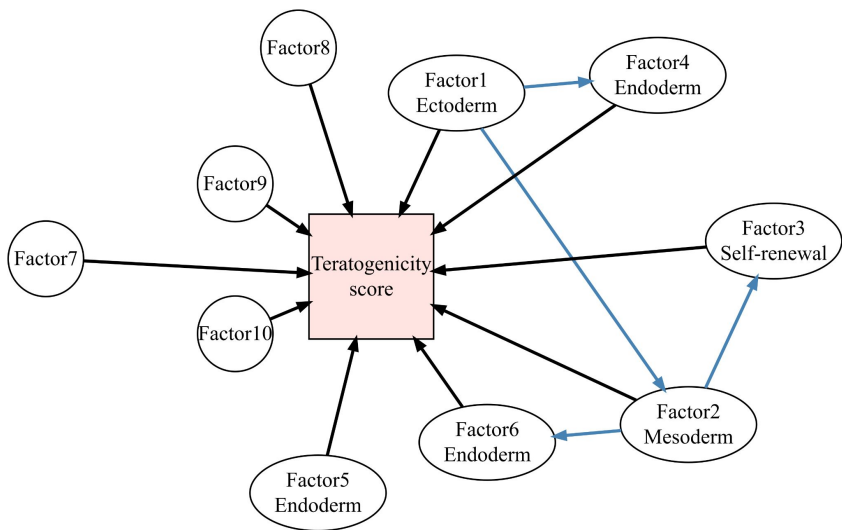 Factor8
Factor1
Ectoderm
Factor4
Endoderm
Factor9
Factor7
Teratogenicity
score
Factor3
Self-renewal
Factor10
Factor2
Mesoderm
Factor6
Endoderm
Factor5
Endoderm